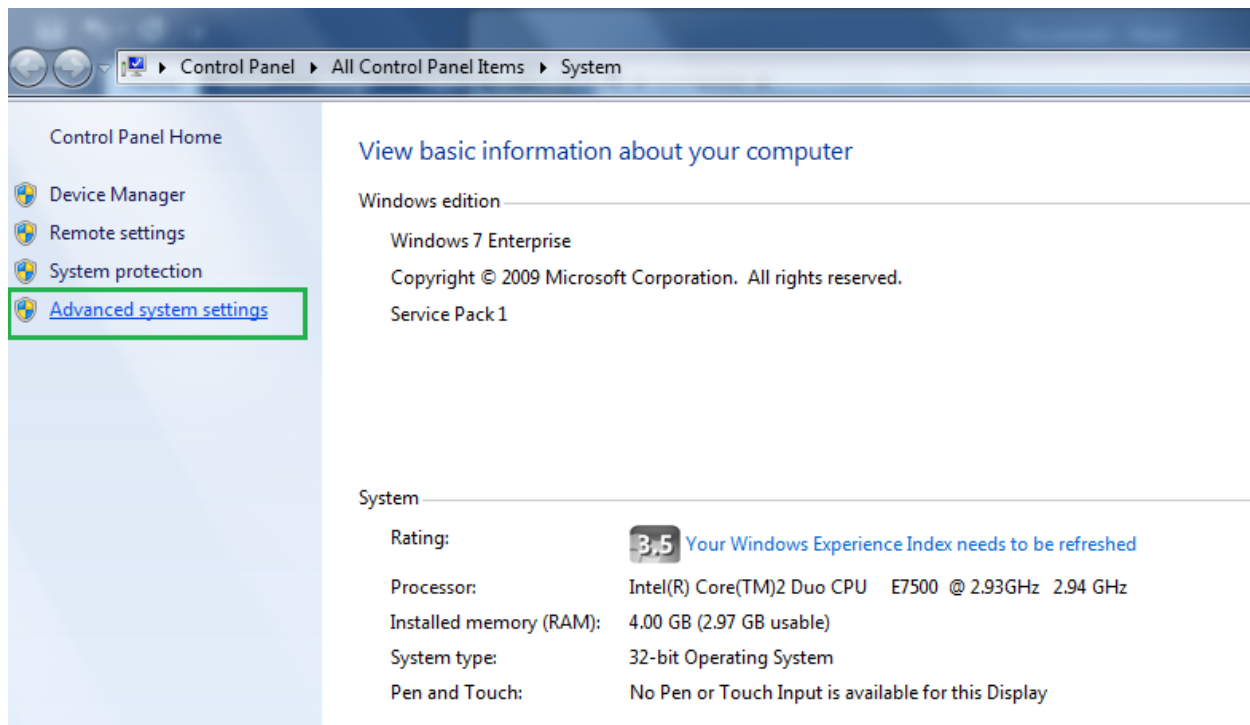 Control Panel All Control Panel Items System
Control Panel Home
Device Manager
Remote settings
System protection
Advanced system settings
View basic information about your computer
Windows edition
Windows 7 Enterprise
Copyright © 2009 Microsoft Corporation. All rights reserved.
Service Pack 1
System
Rating: 3.5 Your Windows Experience Index needs to be refreshed
Processor: Intel(R) Core(TM)2 Duo CPU E7500 @ 2.93GHz 2.94 GHz
Installed memory (RAM): 4.00 GB (2.97 GB usable)
System type: 32-bit Operating System
Pen and Touch: No Pen or Touch Input is available for this Display